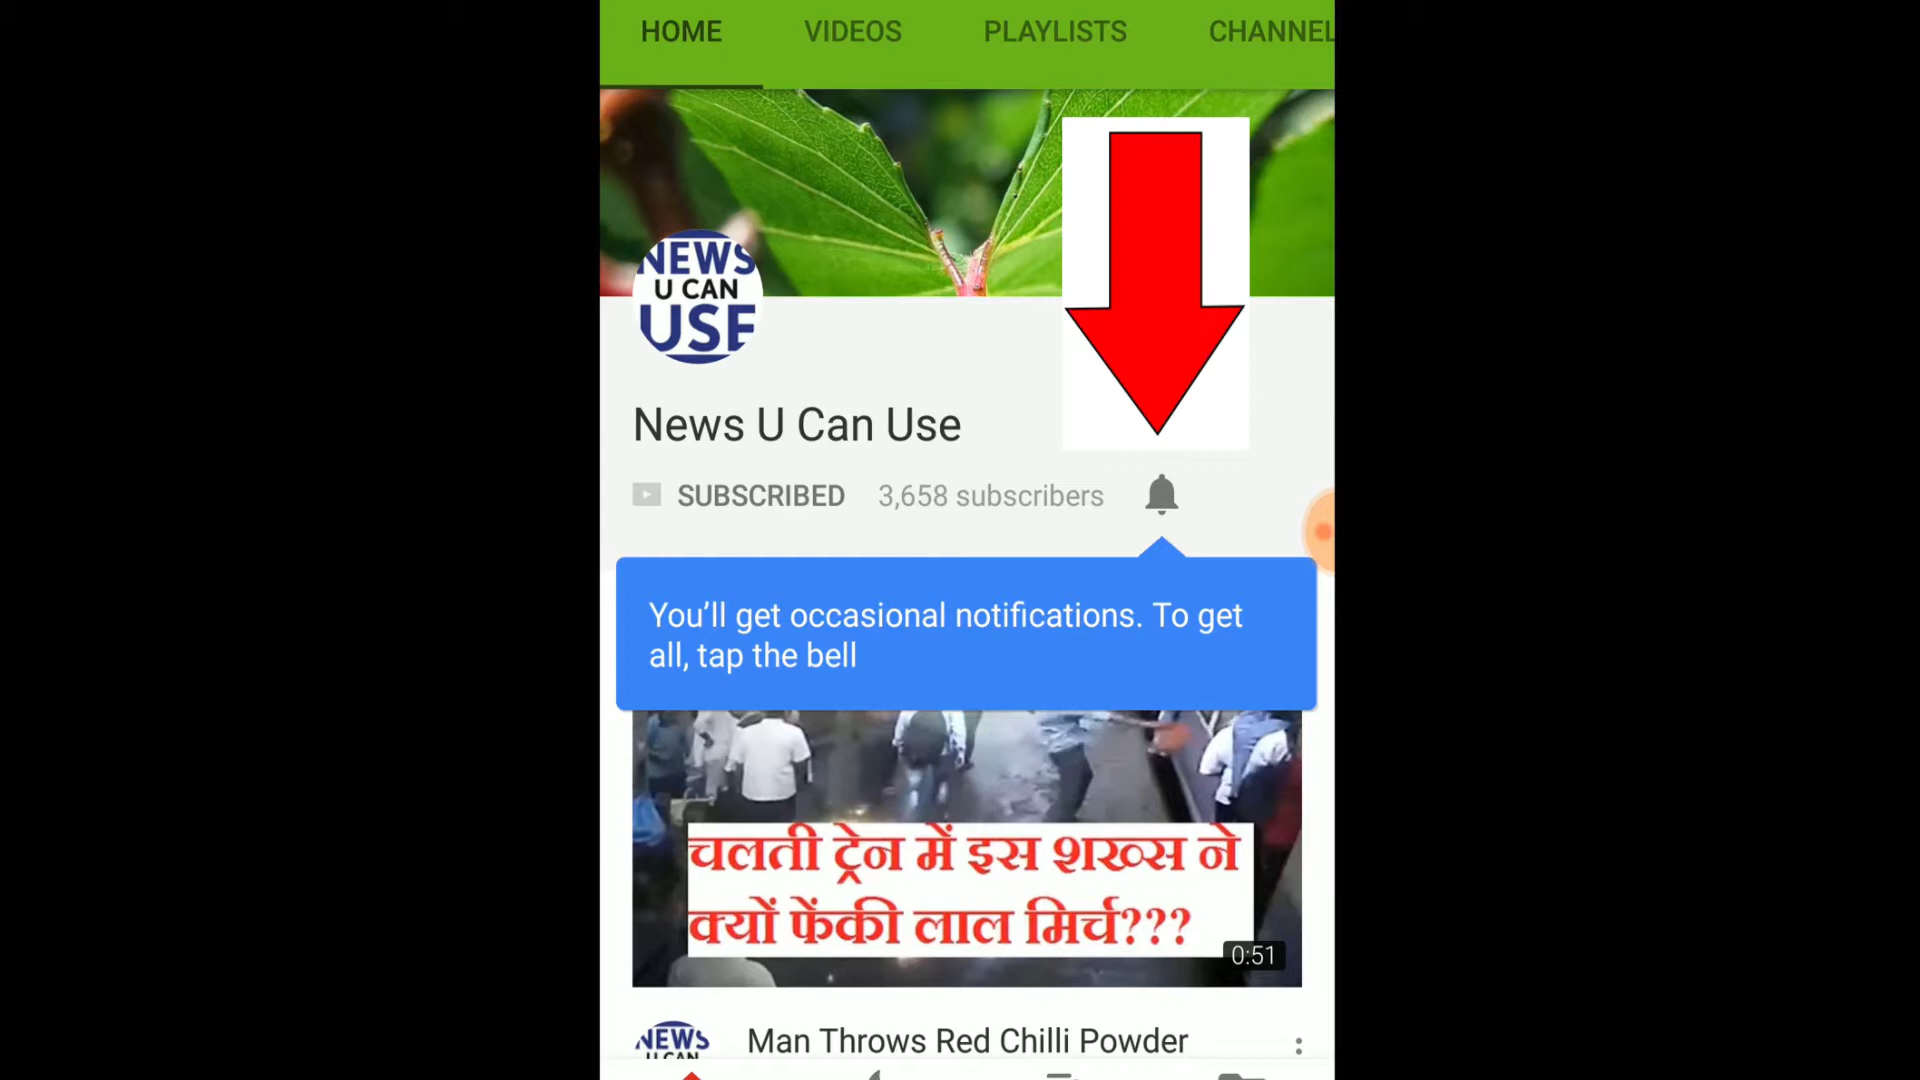 HOME VIDEOS PLAYLISTS CHANNEL
NEWS
U CAN
USE
News U Can Use
SUBSCRIBED 3,658 subscribers
You’ll get occasional notifications. To get
all, tap the bell
चलती ट्रेन में इस शख्स ने
क्यों फेंकी लाल मिर्च???
0:51
NEWS
U CAN
Man Throws Red Chilli Powder